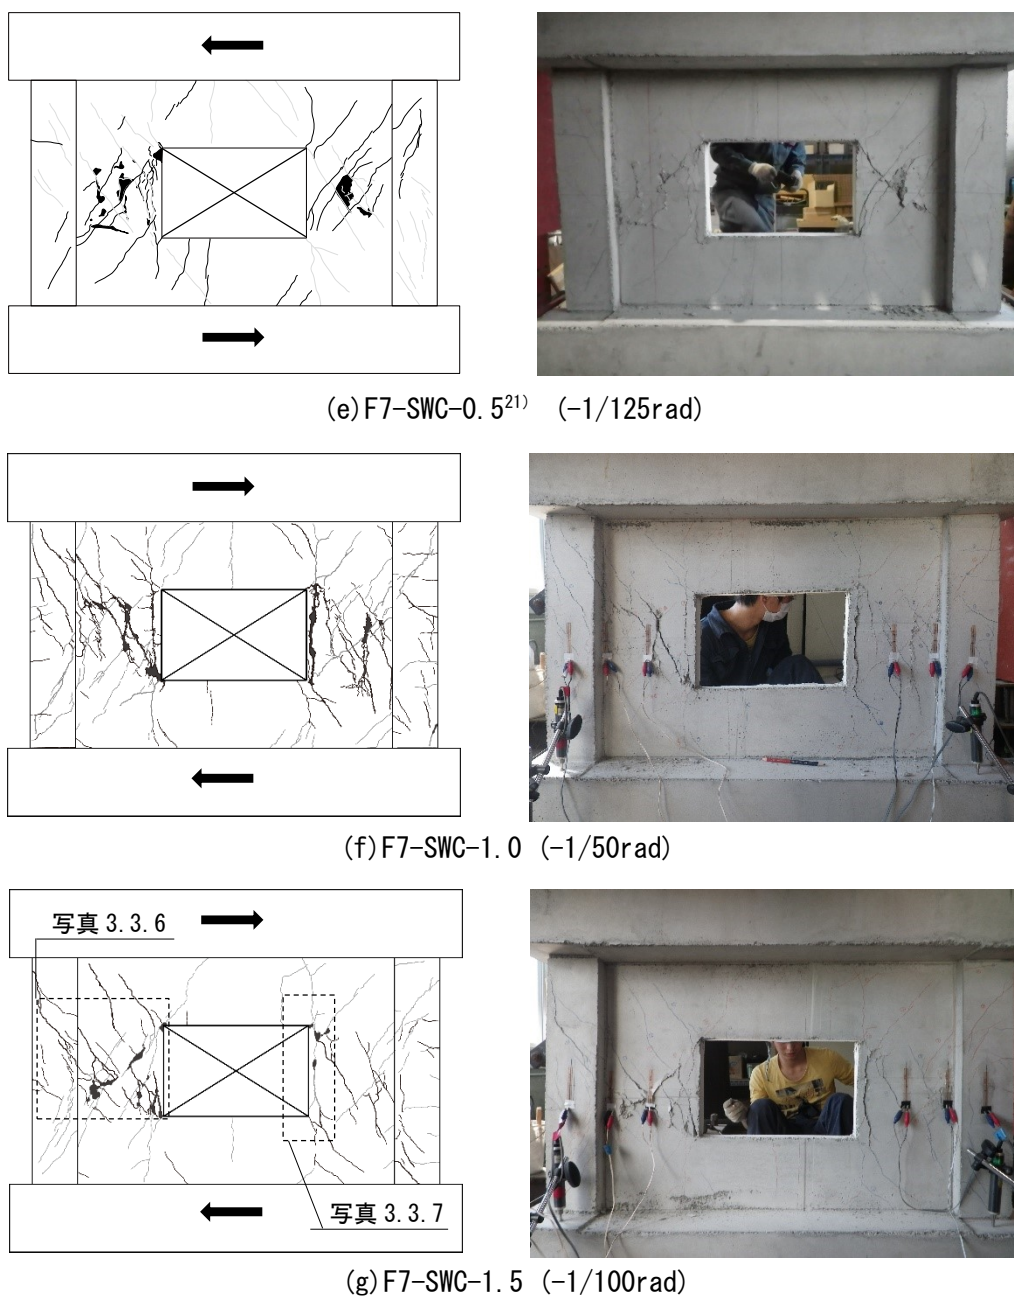 (e)F7-SWC-0.5²¹⁾ (-1/125rad)
(f)F7-SWC-1.0 (-1/50rad)
写真 3.3.6
写真 3.3.7
(g)F7-SWC-1.5 (-1/100rad)